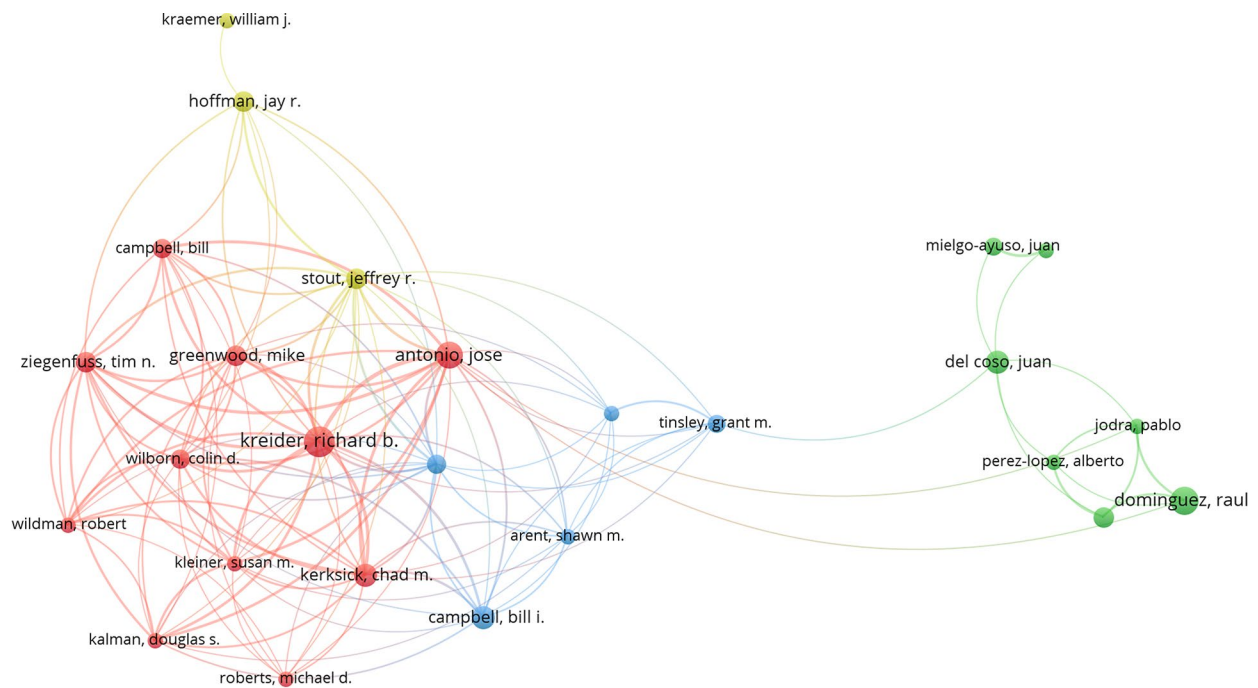 kraemer, william j.
hoffman, jay r.
campbell, bill
mielgo-ayuso, juan
stout, jeffrey r.
ziegenfuss, tim n.
greenwood, mike
antonio, jose
del coso, juan
tinsley, grant m.
jodra, pablo
kreider, richard b.
wilborn, colin d.
perez-lopez, alberto
dominguez, raul
wildman, robert
arent, shawn m.
kleiner, susan m.
kerksick, chad m.
campbell, bill i.
kalman, douglas s.
roberts, michael d.